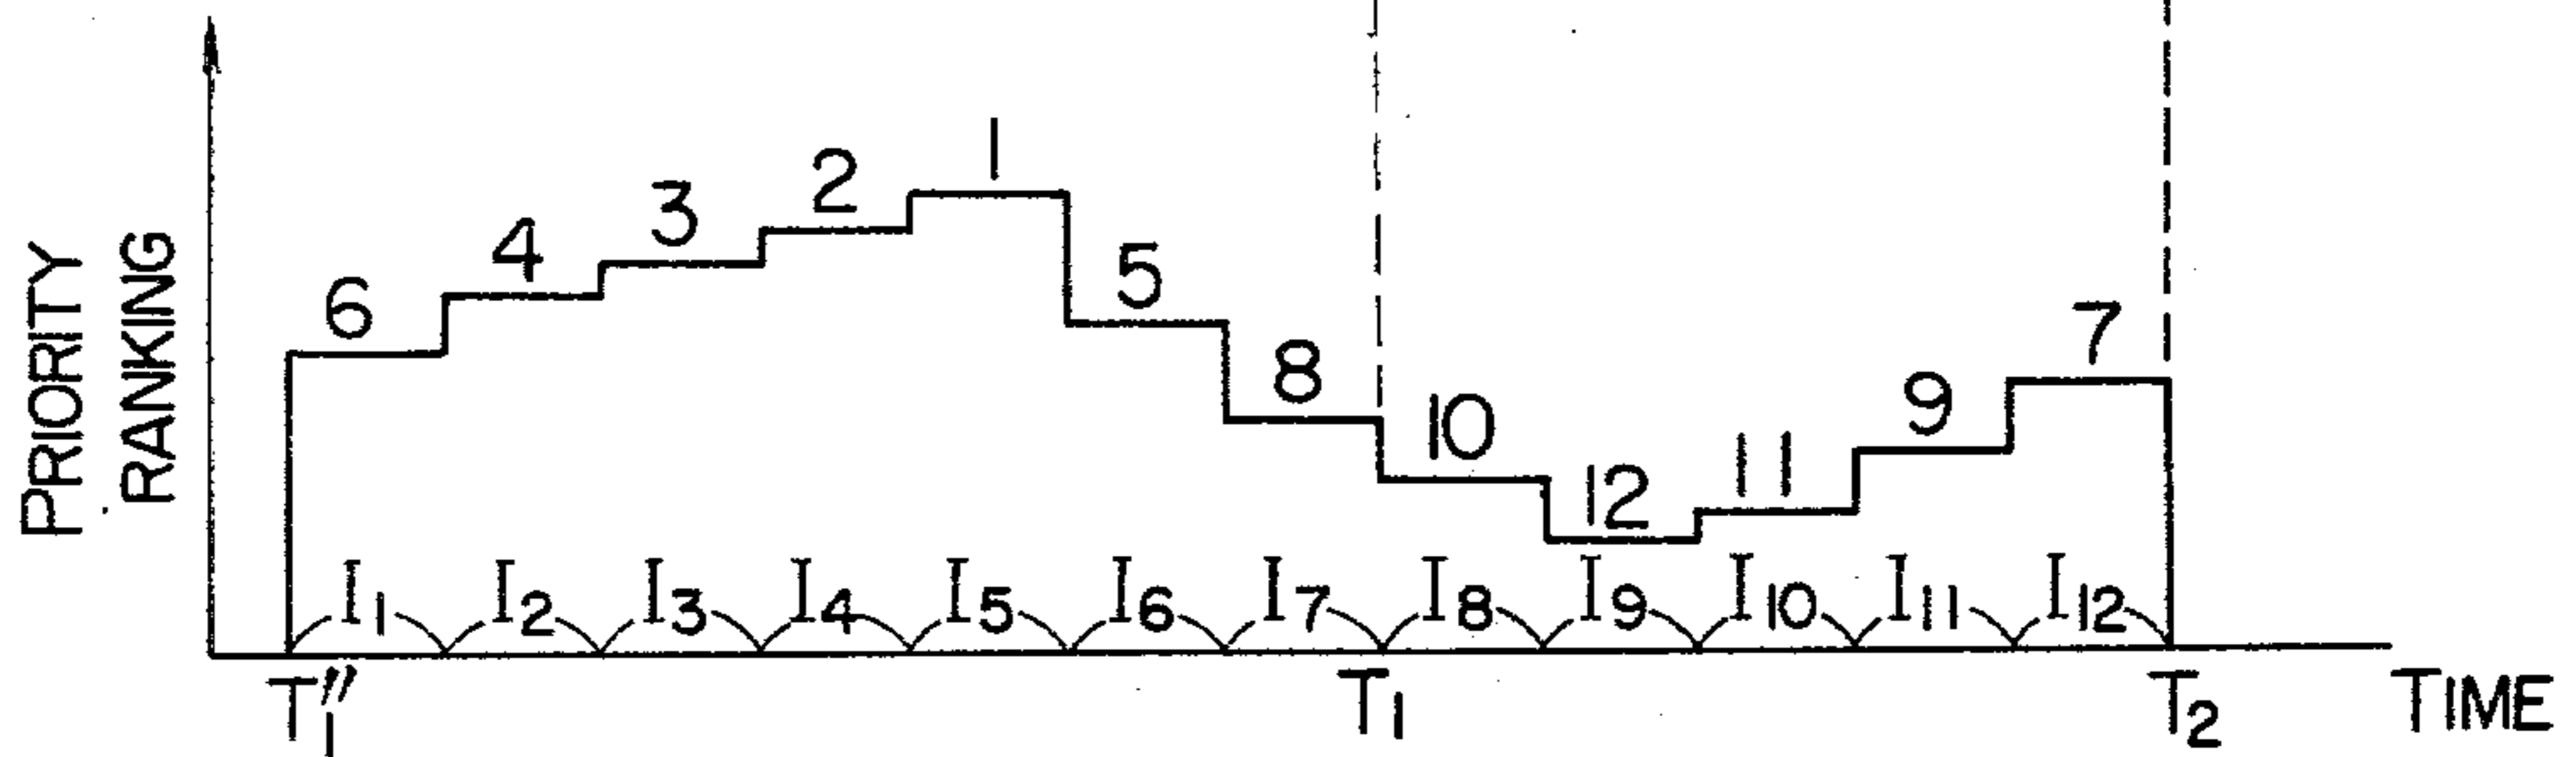 PRIORITY
RANKING
6 4 3 2 1 5 8 10 12 11 9 7
I1 I2 I3 I4 I5 I6 I7 I8 I9 I10 I11 I12
T1″ T1 T2 TIME